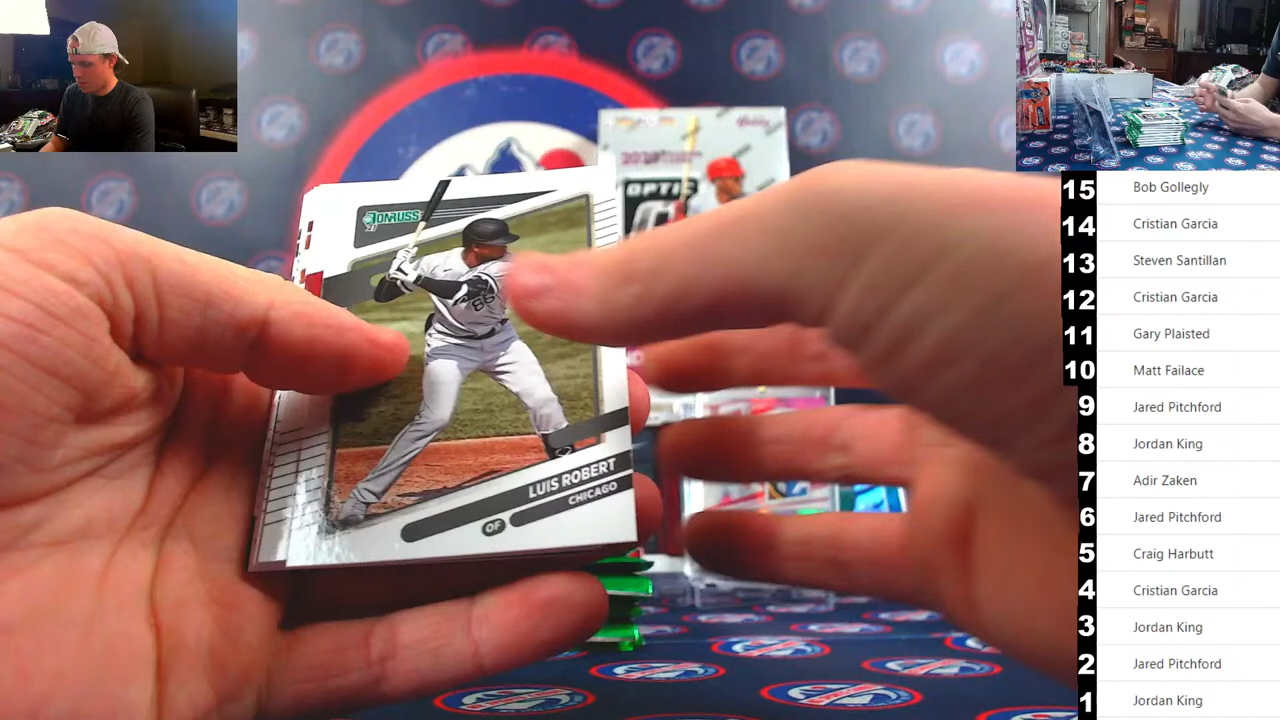 DONRUSS
21
66
LUIS ROBERT
CHICAGO
OF
OPTIC
15 Bob Gollegly
14 Cristian Garcia
13 Steven Santillan
12 Cristian Garcia
11 Gary Plaisted
10 Matt Failace
9 Jared Pitchford
8 Jordan King
7 Adir Zaken
6 Jared Pitchford
5 Craig Harbutt
4 Cristian Garcia
3 Jordan King
2 Jared Pitchford
1 Jordan King